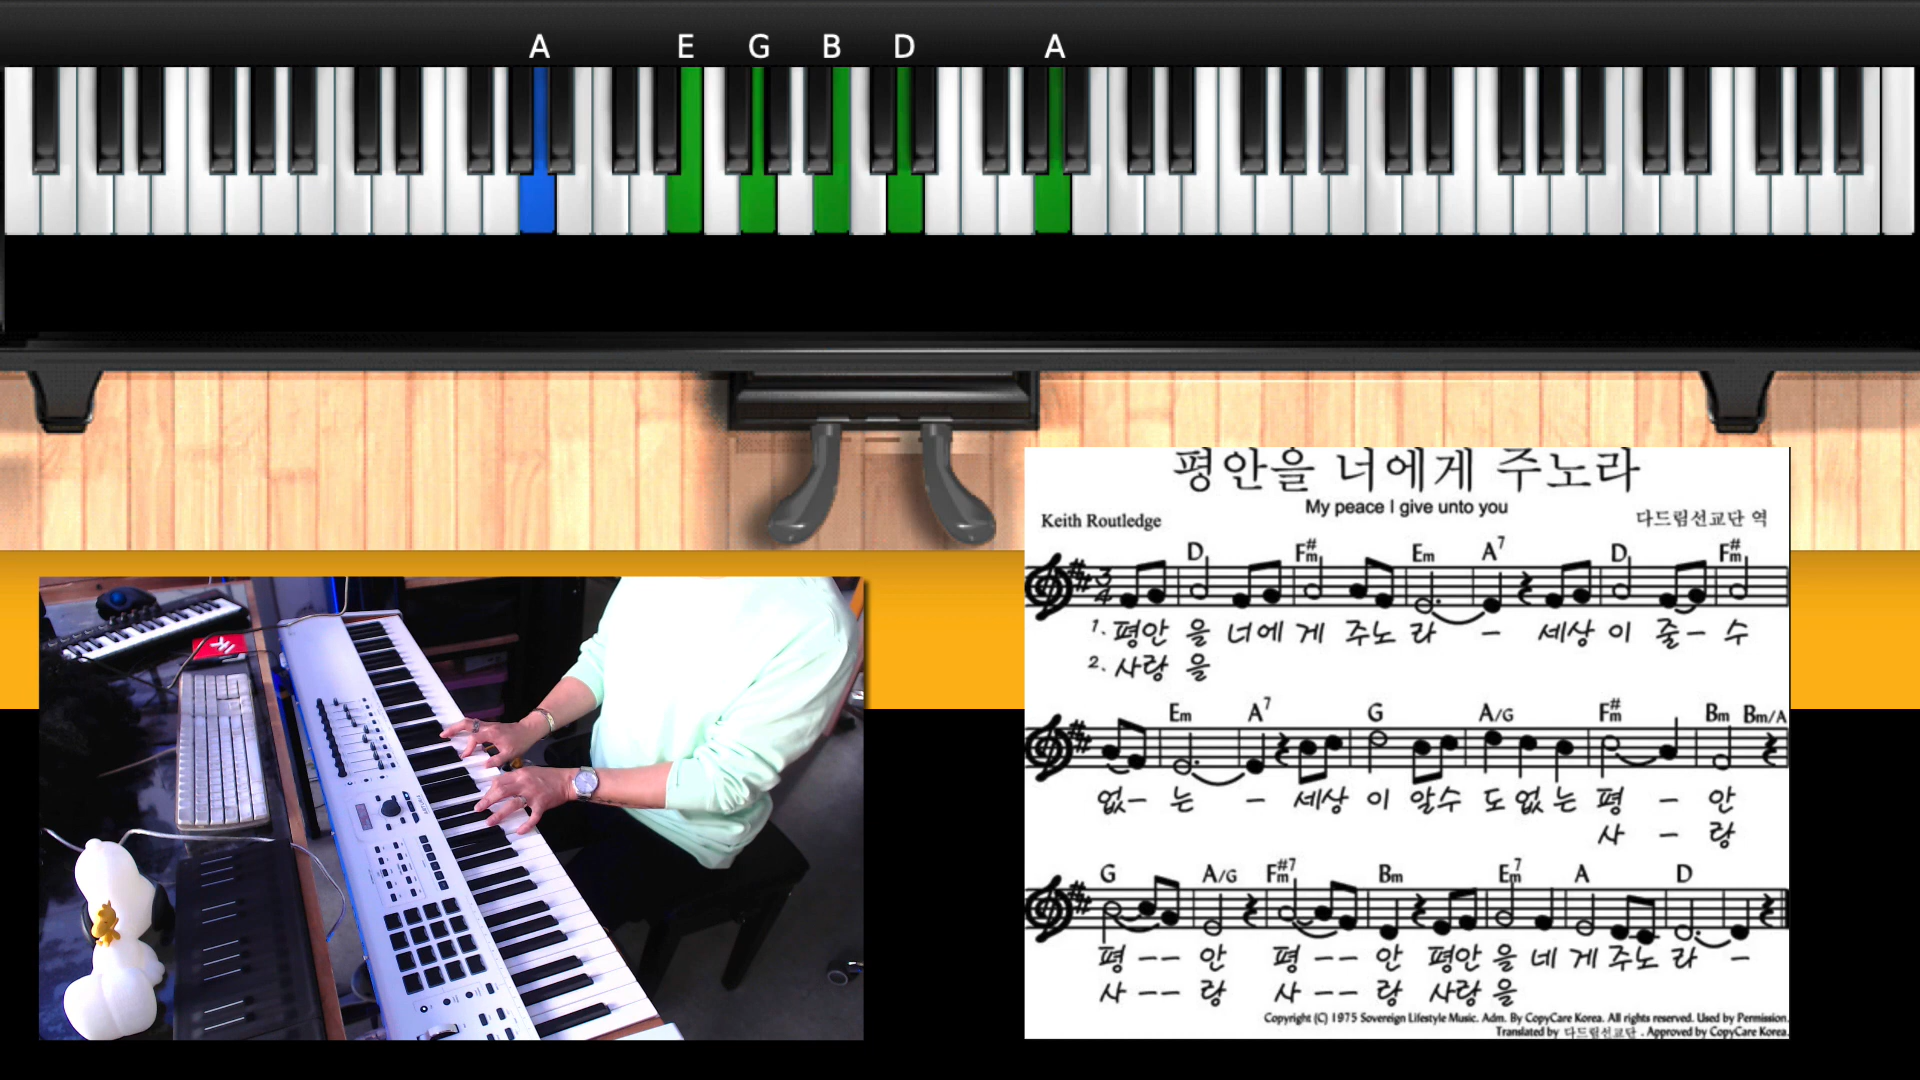 A E G B D A
평안을 너에게 주노라
My peace I give unto you
Keith Routledge 다드림선교단 역
D F#m Em A7 D F#m
3/4
1. 평안 을 너에 게 주노 라 – 세상 이 줄– 수
2. 사랑 을
Em A7 G A/G F#m Bm Bm/A
없– 는 – 세상 이 알수 도 없 는 평 – 안
사 – 랑
G A/G F#m7 Bm Em7 A D
평 – – 안 평 – – 안 평안 을 네 게 주노 라 –
사 – – 랑 사 – – 랑 사랑 을
Copyright (C) 1975 Sovereign Lifestyle Music. Adm. By CopyCare Korea. All rights reserved. Used by Permission.
Translated by 다드림선교단 . Approved by CopyCare Korea.